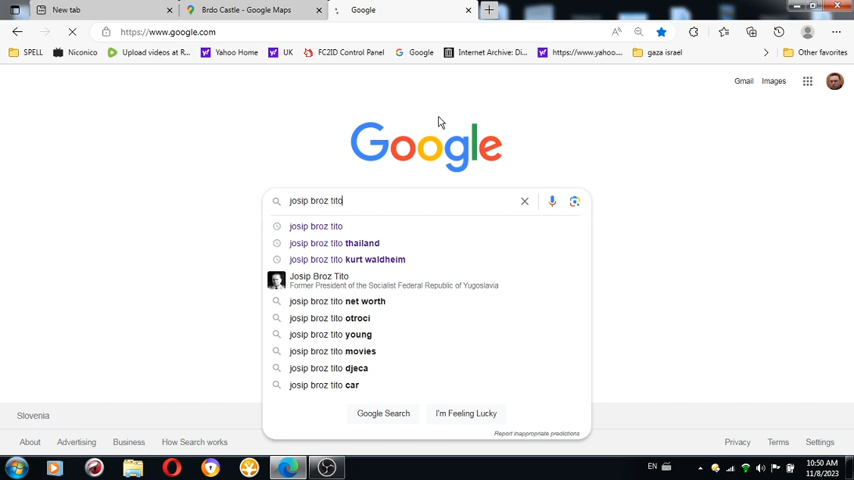 New tab
Brdo Castle - Google Maps
Google
https://www.google.com
SPELL
Niconico
Upload videos at R...
Yahoo Home
UK
FC2ID Control Panel
Google
Internet Archive: Di...
https://www.yahoo....
gaza israel
Other favorites
Gmail Images
Google
josip broz tito
josip broz tito
josip broz tito thailand
josip broz tito kurt waldheim
Josip Broz Tito
Former President of the Socialist Federal Republic of Yugoslavia
josip broz tito net worth
josip broz tito otroci
josip broz tito young
josip broz tito movies
josip broz tito djeca
josip broz tito car
Google Search I'm Feeling Lucky
Report inappropriate predictions
Slovenia
About Advertising Business How Search works Privacy Terms Settings
EN
10:50 AM
11/8/2023